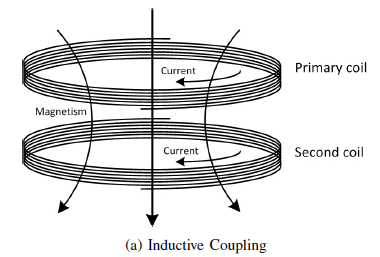 Current
Primary coil
Magnetism
Current
Second coil
(a) Inductive Coupling